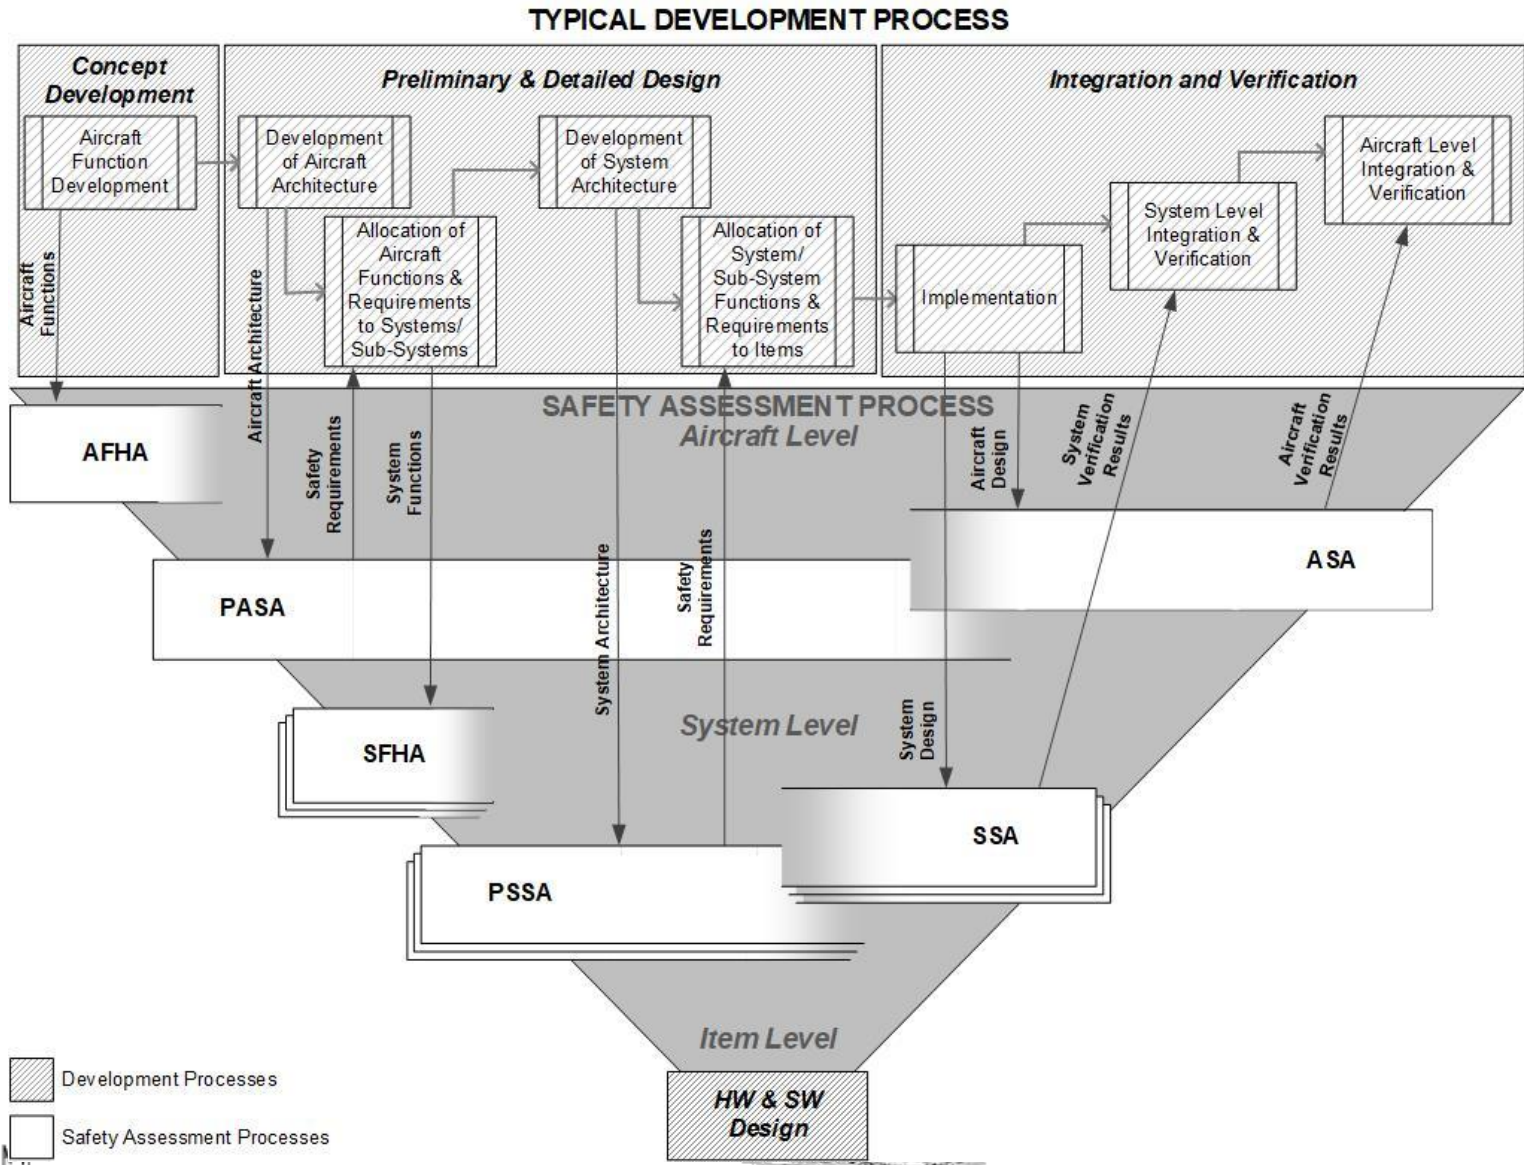 TYPICAL DEVELOPMENT PROCESS
Concept
Development
Preliminary & Detailed Design
Integration and Verification
Aircraft
Function
Development
Development
of Aircraft
Architecture
Allocation of
Aircraft
Functions &
Requirements
to Systems/
Sub-Systems
Development
of System
Architecture
Allocation of
System/
Sub-System
Functions &
Requirements
to Items
Implementation
System Level
Integration &
Verification
Aircraft Level
Integration &
Verification
Aircraft
Functions
Aircraft Architecture
Safety
Requirements
System
Functions
System Architecture
Safety
Requirements
Aircraft
Design
System
Design
System
Verification
Results
Aircraft
Verification
Results
SAFETY ASSESSMENT PROCESS
Aircraft Level
AFHA
PASA
ASA
System Level
SFHA
SSA
PSSA
Item Level
HW & SW
Design
Development Processes
Safety Assessment Processes